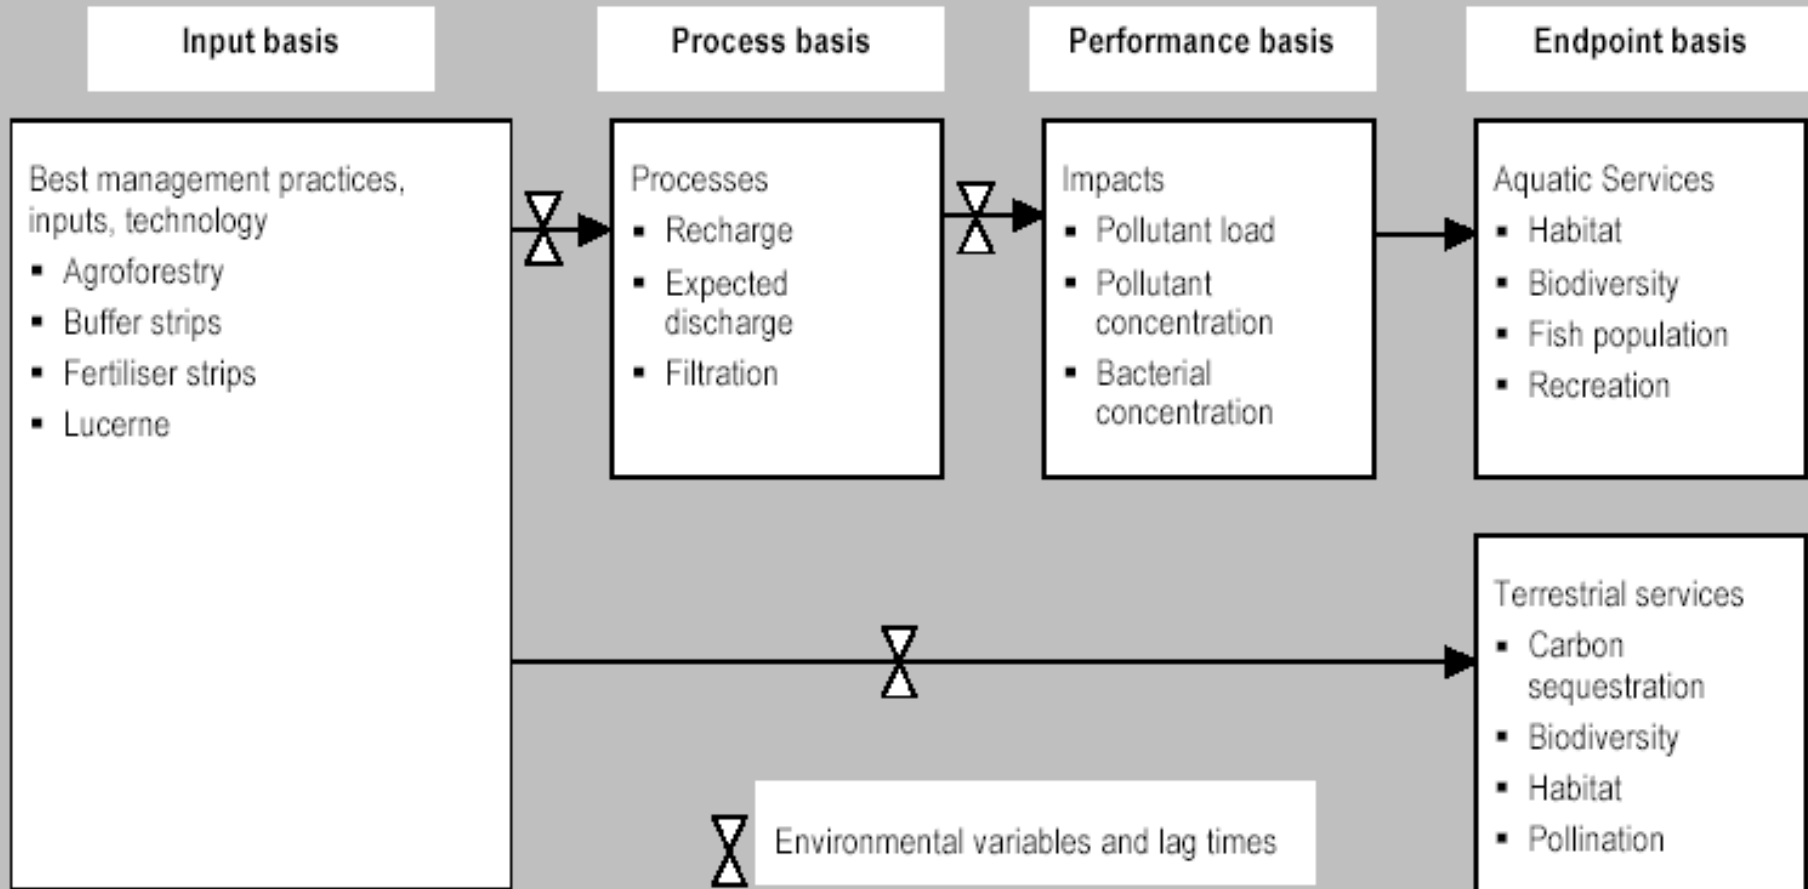 Input basis
Process basis
Performance basis
Endpoint basis
Best management practices,
inputs, technology
▪ Agroforestry
▪ Buffer strips
▪ Fertiliser strips
▪ Lucerne
Processes
▪ Recharge
▪ Expected
discharge
▪ Filtration
Impacts
▪ Pollutant load
▪ Pollutant
concentration
▪ Bacterial
concentration
Aquatic Services
▪ Habitat
▪ Biodiversity
▪ Fish population
▪ Recreation
Terrestrial services
▪ Carbon
sequestration
▪ Biodiversity
▪ Habitat
▪ Pollination
Environmental variables and lag times